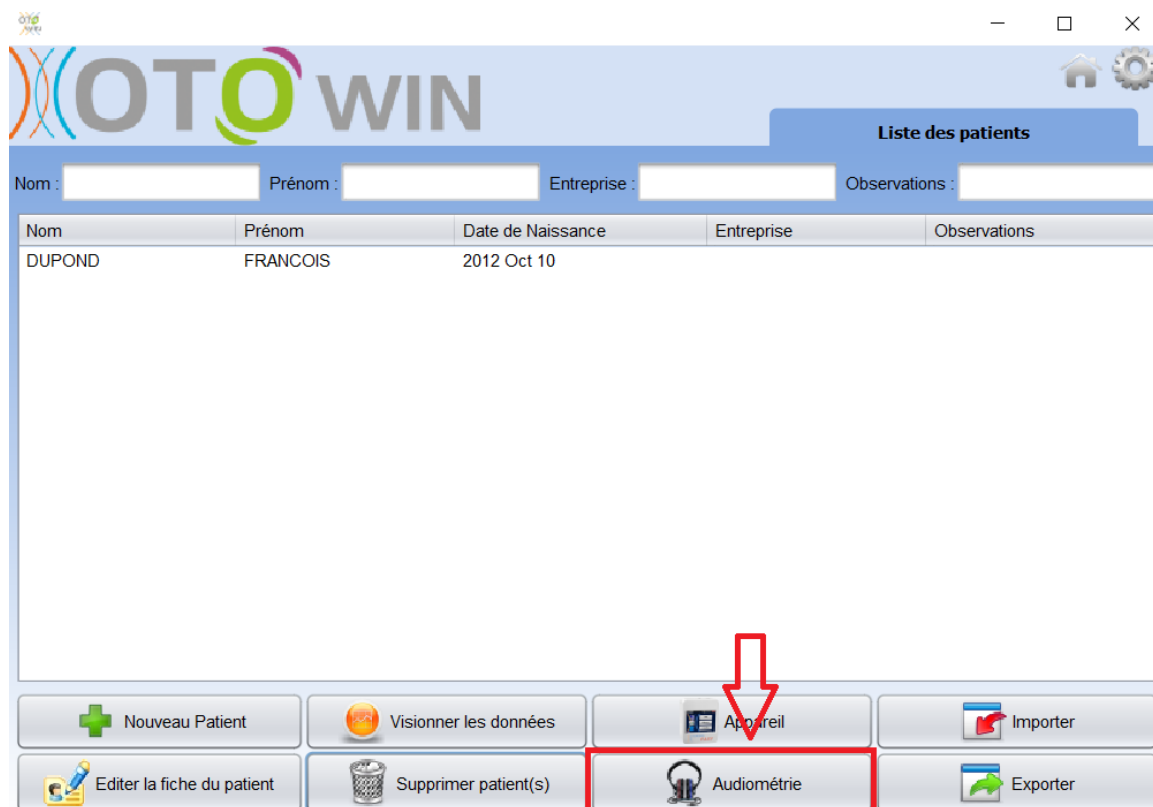 OTO WIN
Liste des patients
Nom : Prénom : Entreprise : Observations :
Nom Prénom Date de Naissance Entreprise Observations
DUPOND FRANCOIS 2012 Oct 10
Nouveau Patient Visionner les données Appareil Importer
Editer la fiche du patient Supprimer patient(s) Audiométrie Exporter